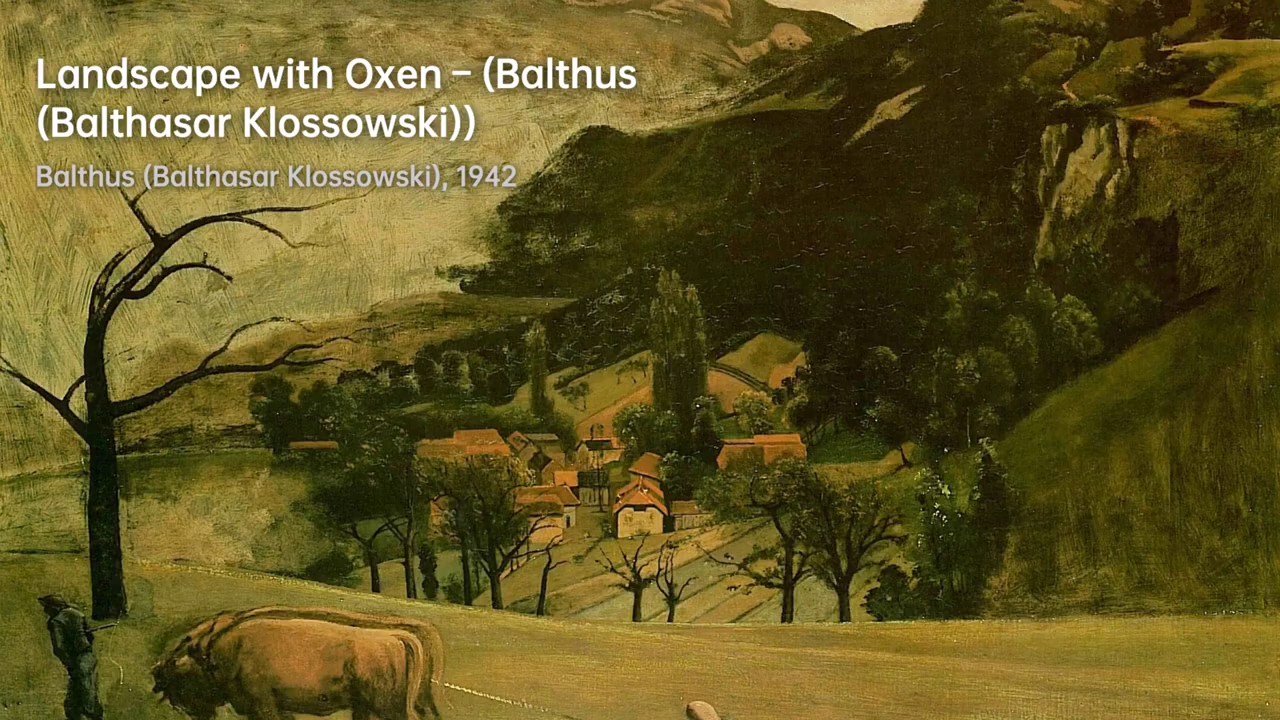 Landscape with Oxen – (Balthus
(Balthasar Klossowski))
Balthus (Balthasar Klossowski), 1942